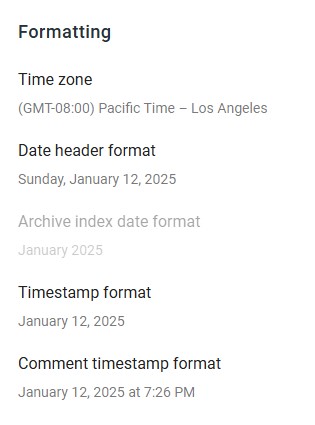 Formatting
Time zone
(GMT-08:00) Pacific Time – Los Angeles
Date header format
Sunday, January 12, 2025
Archive index date format
January 2025
Timestamp format
January 12, 2025
Comment timestamp format
January 12, 2025 at 7:26 PM